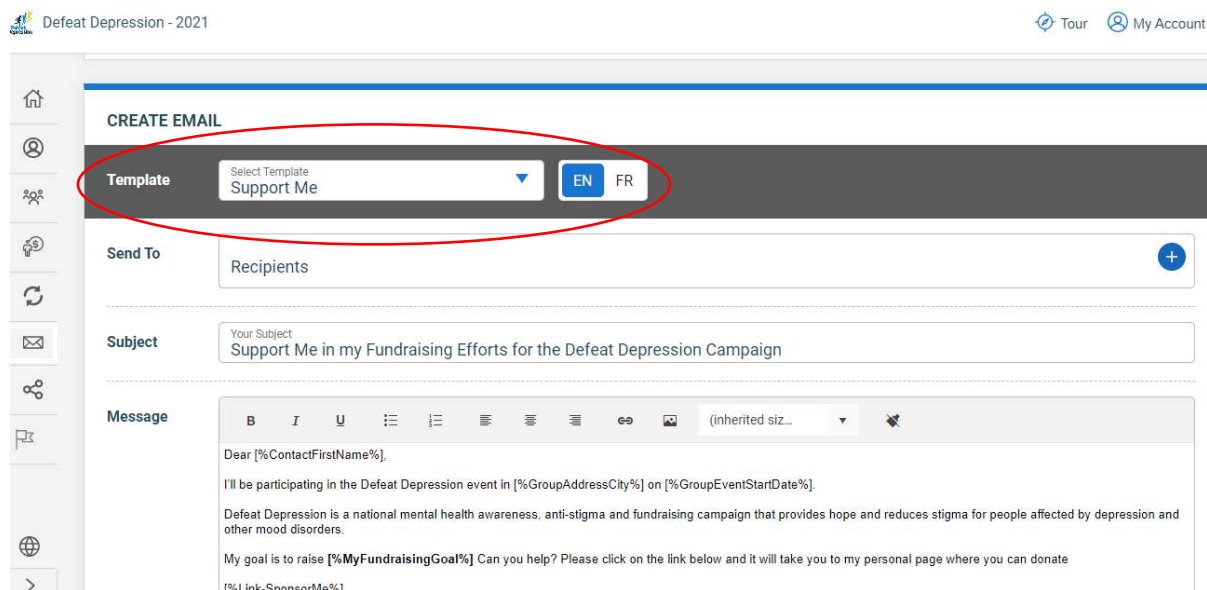 Defeat Depression - 2021
Tour
My Account
CREATE EMAIL
Template
Select Template
Support Me
EN
FR
Send To
Recipients
Subject
Your Subject
Support Me in my Fundraising Efforts for the Defeat Depression Campaign
Message
B I U (inherited siz...
Dear [%ContactFirstName%],
I'll be participating in the Defeat Depression event in [%GroupAddressCity%] on [%GroupEventStartDate%].
Defeat Depression is a national mental health awareness, anti-stigma and fundraising campaign that provides hope and reduces stigma for people affected by depression and
other mood disorders.
My goal is to raise [%MyFundraisingGoal%] Can you help? Please click on the link below and it will take you to my personal page where you can donate
[%Link-SponsorMe%]